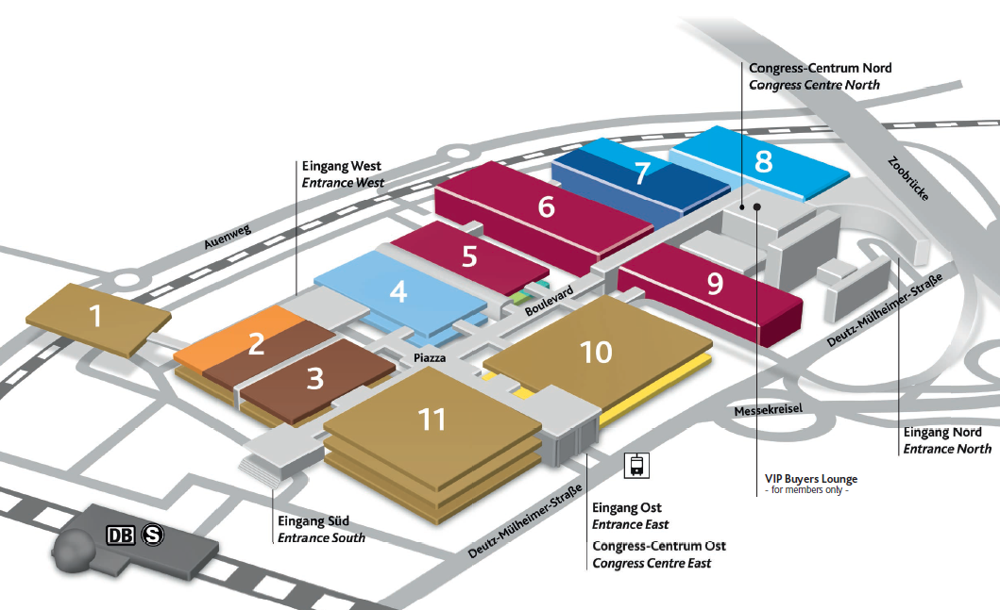 Congress-Centrum Nord
Congress Centre North
Zoobrücke
Eingang West
Entrance West
Auenweg
8
7
6
5
4
9
1
2
3
10
11
Boulevard
Piazza
Deutz-Mülheimer-Straße
Messekreisel
Eingang Nord
Entrance North
VIP Buyers Lounge
- for members only -
Eingang Ost
Entrance East
Congress-Centrum Ost
Congress Centre East
Deutz-Mülheimer-Straße
Eingang Süd
Entrance South
DB S